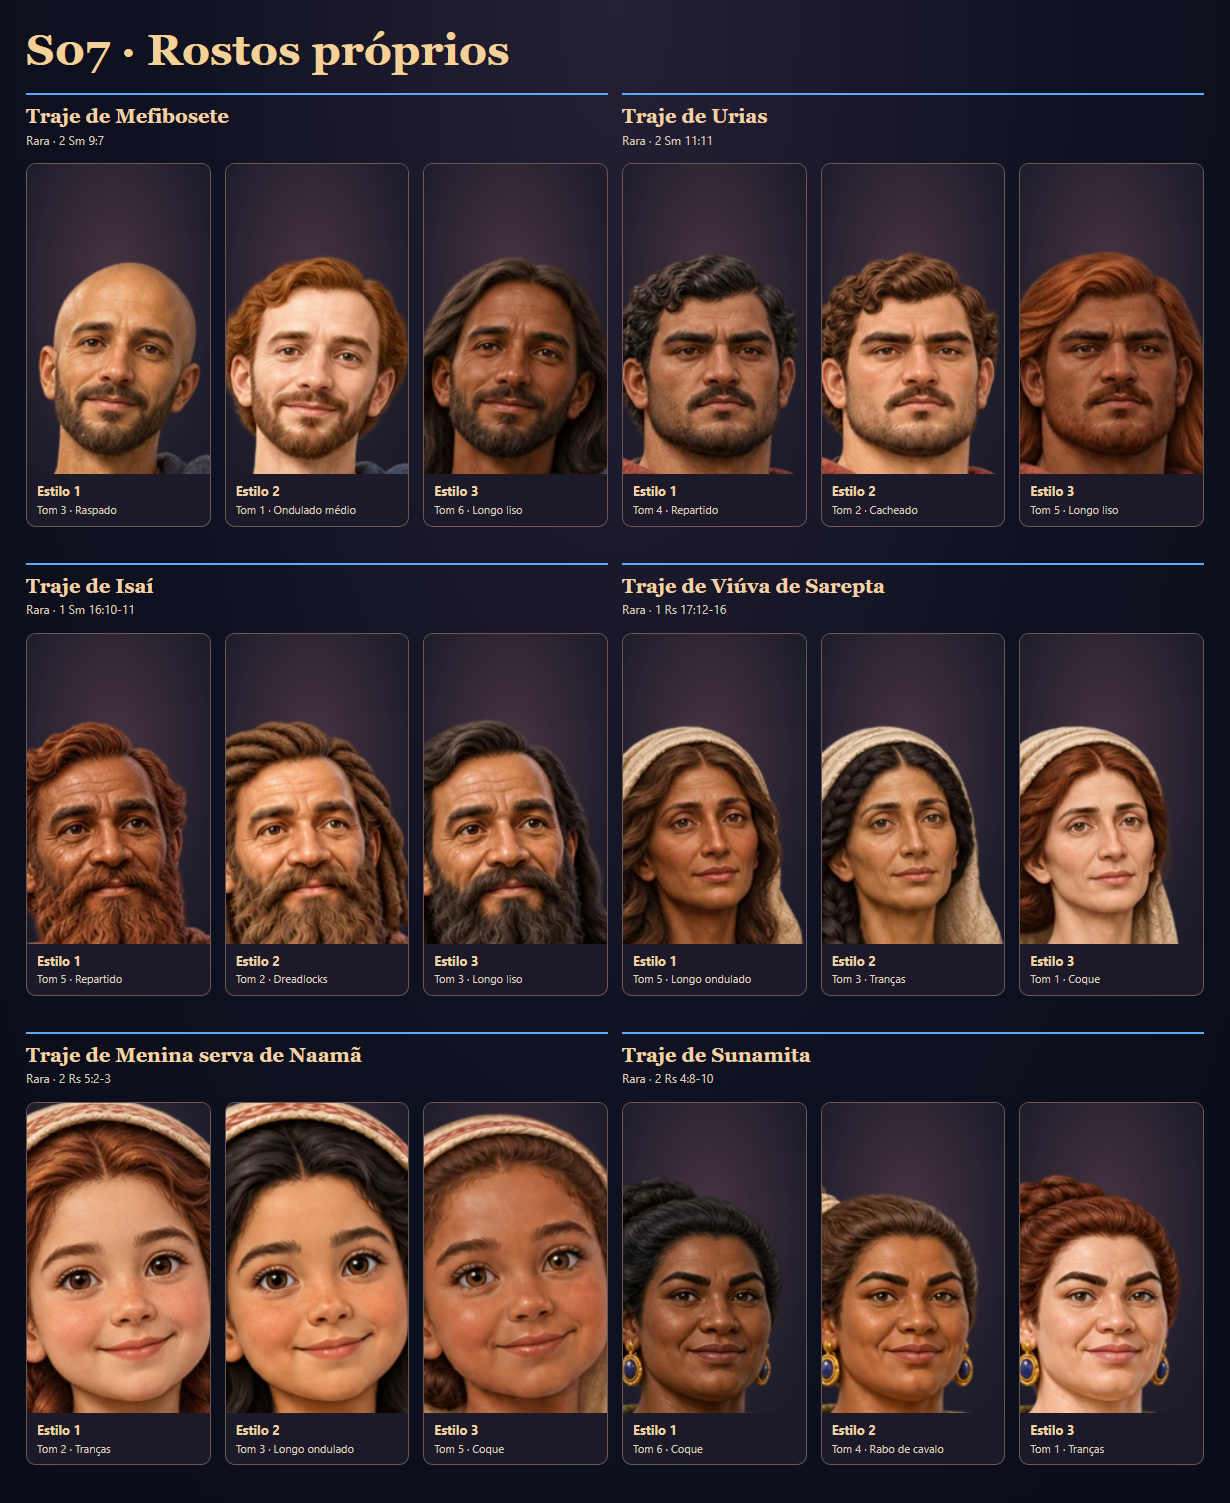 S07 · Rostos próprios
Traje de Mefibosete
Rara · 2 Sm 9:7
Estilo 1
Tom 3 · Raspado
Estilo 2
Tom 1 · Ondulado médio
Estilo 3
Tom 6 · Longo liso
Traje de Urias
Rara · 2 Sm 11:11
Estilo 1
Tom 4 · Repartido
Estilo 2
Tom 2 · Cacheado
Estilo 3
Tom 5 · Longo liso
Traje de Isaí
Rara · 1 Sm 16:10-11
Estilo 1
Tom 5 · Repartido
Estilo 2
Tom 2 · Dreadlocks
Estilo 3
Tom 3 · Longo liso
Traje de Viúva de Sarepta
Rara · 1 Rs 17:12-16
Estilo 1
Tom 5 · Longo ondulado
Estilo 2
Tom 3 · Tranças
Estilo 3
Tom 1 · Coque
Traje de Menina serva de Naamã
Rara · 2 Rs 5:2-3
Estilo 1
Tom 2 · Tranças
Estilo 2
Tom 3 · Longo ondulado
Estilo 3
Tom 5 · Coque
Traje de Sunamita
Rara · 2 Rs 4:8-10
Estilo 1
Tom 6 · Coque
Estilo 2
Tom 4 · Rabo de cavalo
Estilo 3
Tom 1 · Tranças